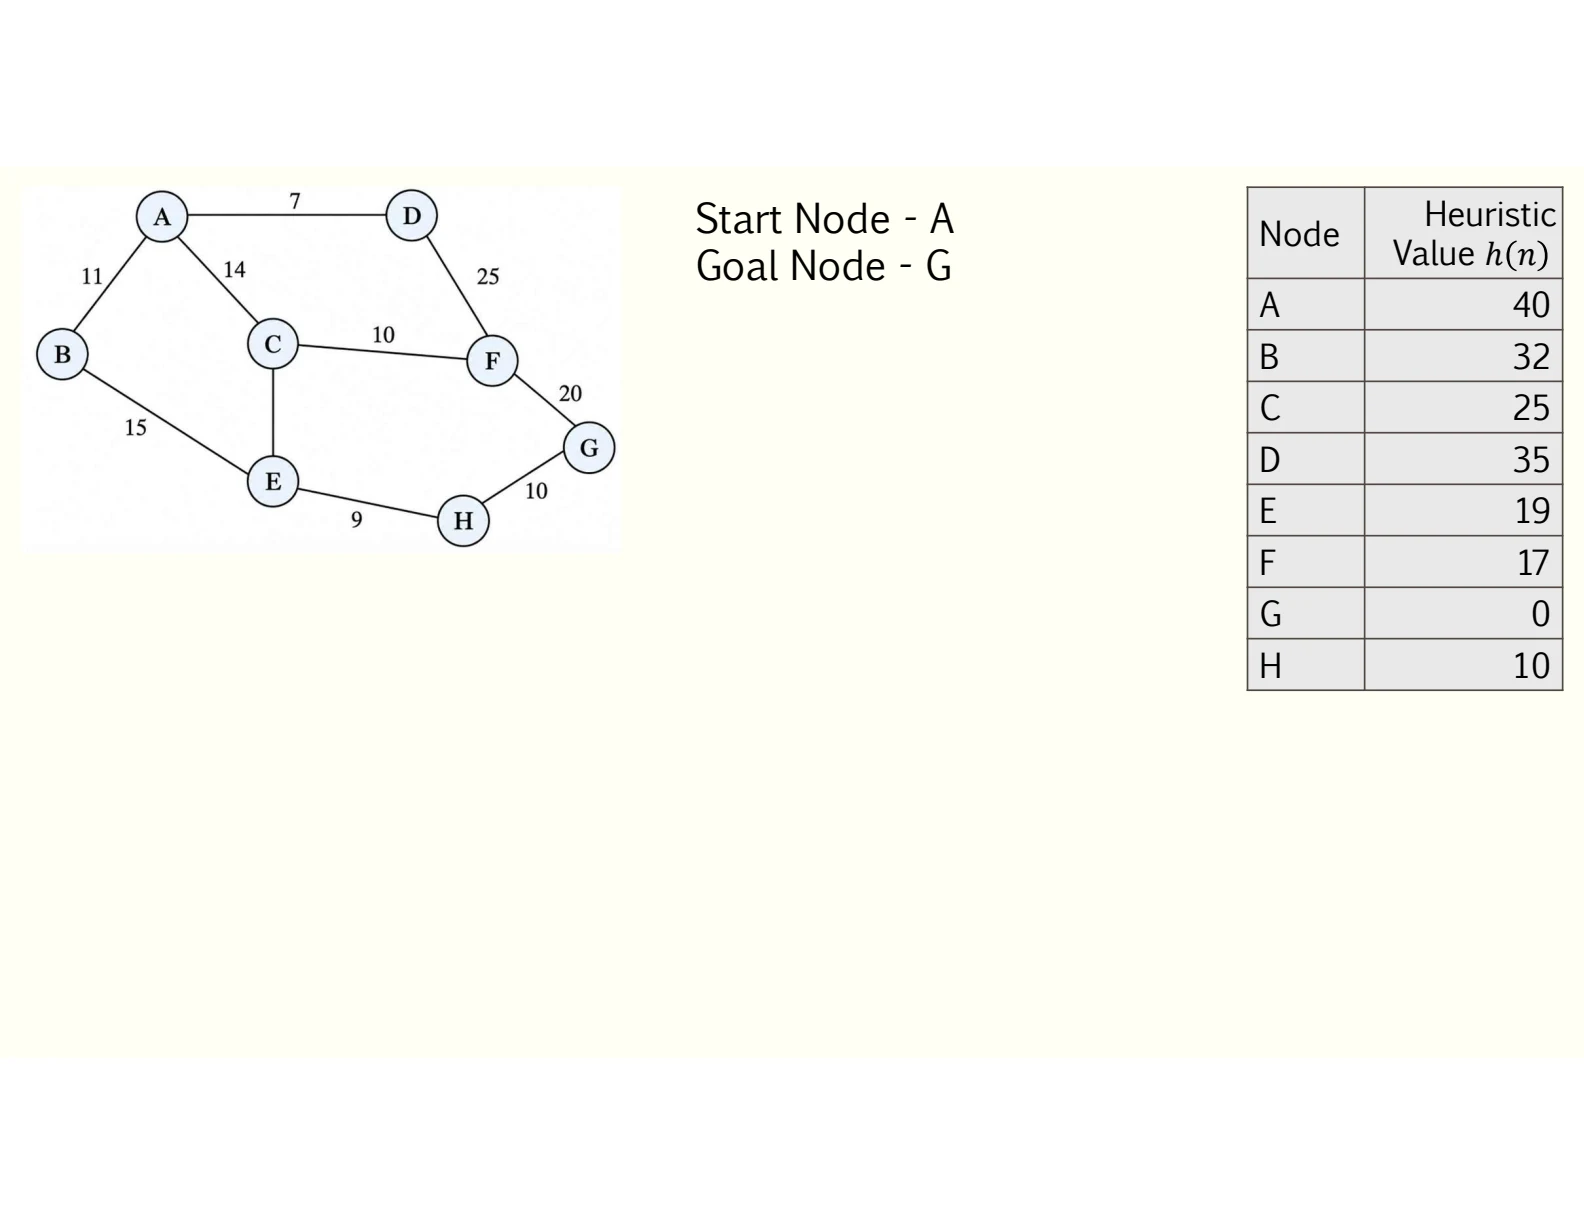 A
7
D
11
14
25
B
C
10
F
20
15
G
E
10
9
H
Start Node - A
Goal Node - G
Node Heuristic Value h(n)
A 40
B 32
C 25
D 35
E 19
F 17
G 0
H 10